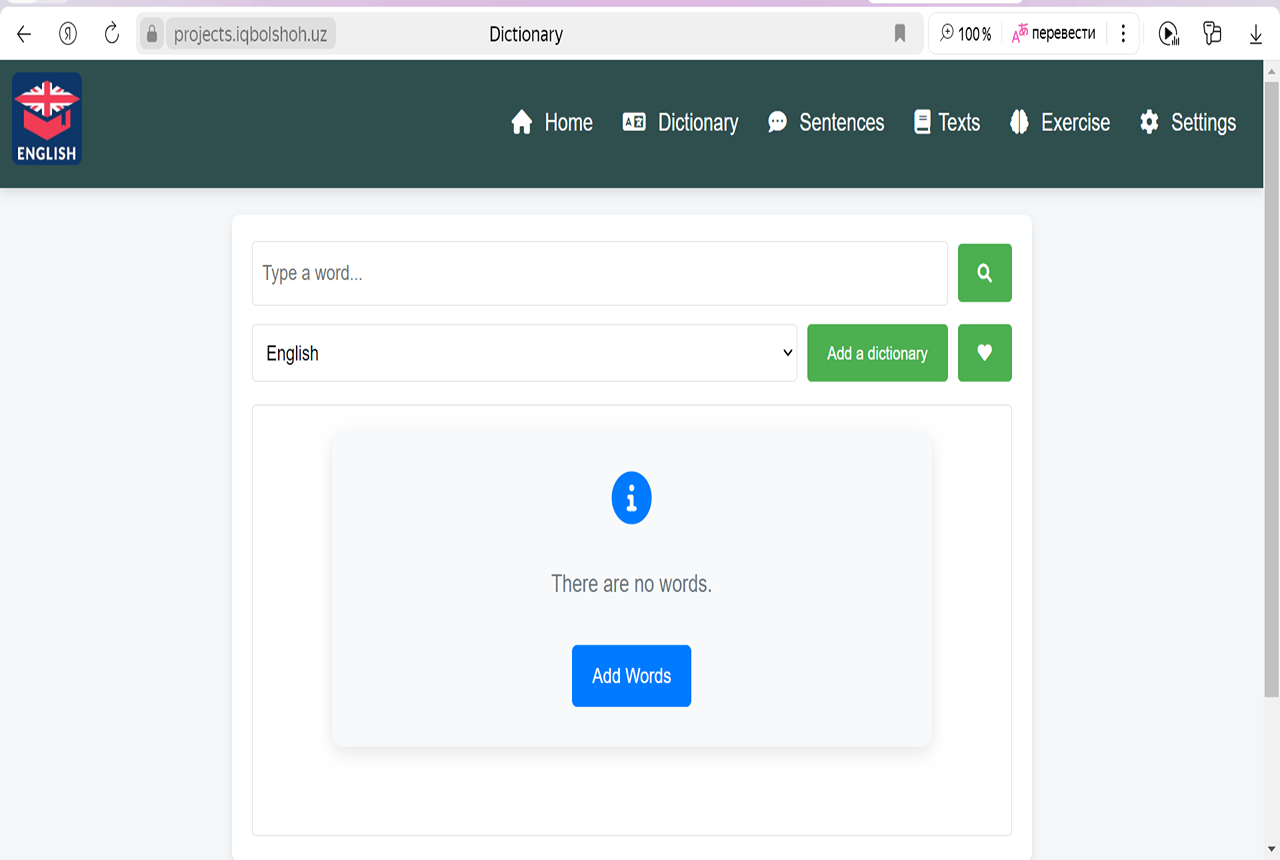 projects.iqbolshoh.uz Dictionary 100 % перевести
ENGLISH
Home Dictionary Sentences Texts Exercise Settings
Type a word...
English Add a dictionary
There are no words.
Add Words